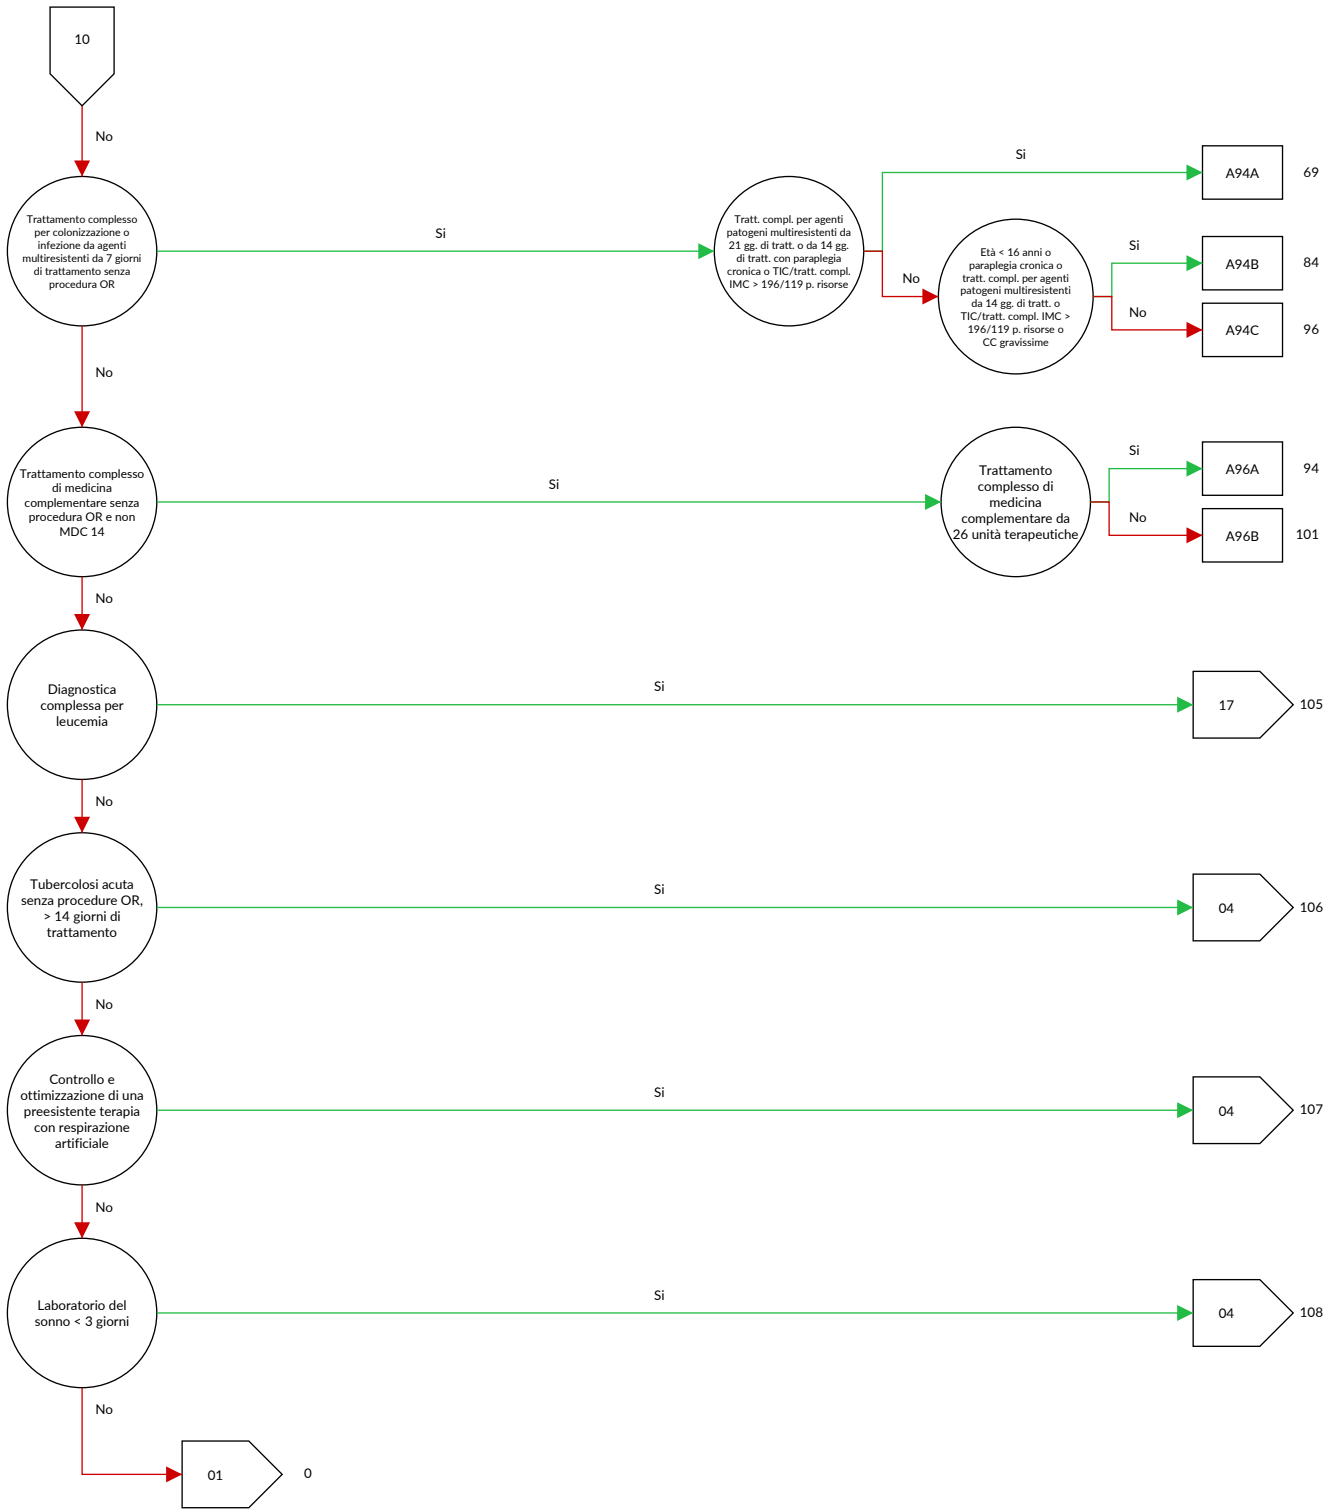 10
No
Trattamento complesso
per colonizzazione o
infezione da agenti
multiresistenti da 7 giorni
di trattamento senza
procedura OR
Si
Tratt. compl. per agenti
patogeni multiresistenti da
21 gg. di tratt. o da 14 gg.
di tratt. con paraplegia
cronica o TIC/tratt. compl.
IMC > 196/119 p. risorse
Si
A94A
69
No
Età < 16 anni o
paraplegia cronica o
tratt. compl. per agenti
patogeni multiresistenti
da 14 gg. di tratt. o
TIC/tratt. compl. IMC >
196/119 p. risorse o
CC gravissime
Si
A94B
84
No
A94C
96
No
Trattamento complesso
di medicina
complementare senza
procedura OR e non
MDC 14
Si
Trattamento
complesso di
medicina
complementare da
26 unità terapeutiche
Si
A96A
94
No
A96B
101
No
Diagnostica
complessa per
leucemia
Si
17
105
No
Tubercolosi acuta
senza procedure OR,
> 14 giorni di
trattamento
Si
04
106
No
Controllo e
ottimizzazione di una
preesistente terapia
con respirazione
artificiale
Si
04
107
No
Laboratorio del
sonno < 3 giorni
Si
04
108
No
01
0